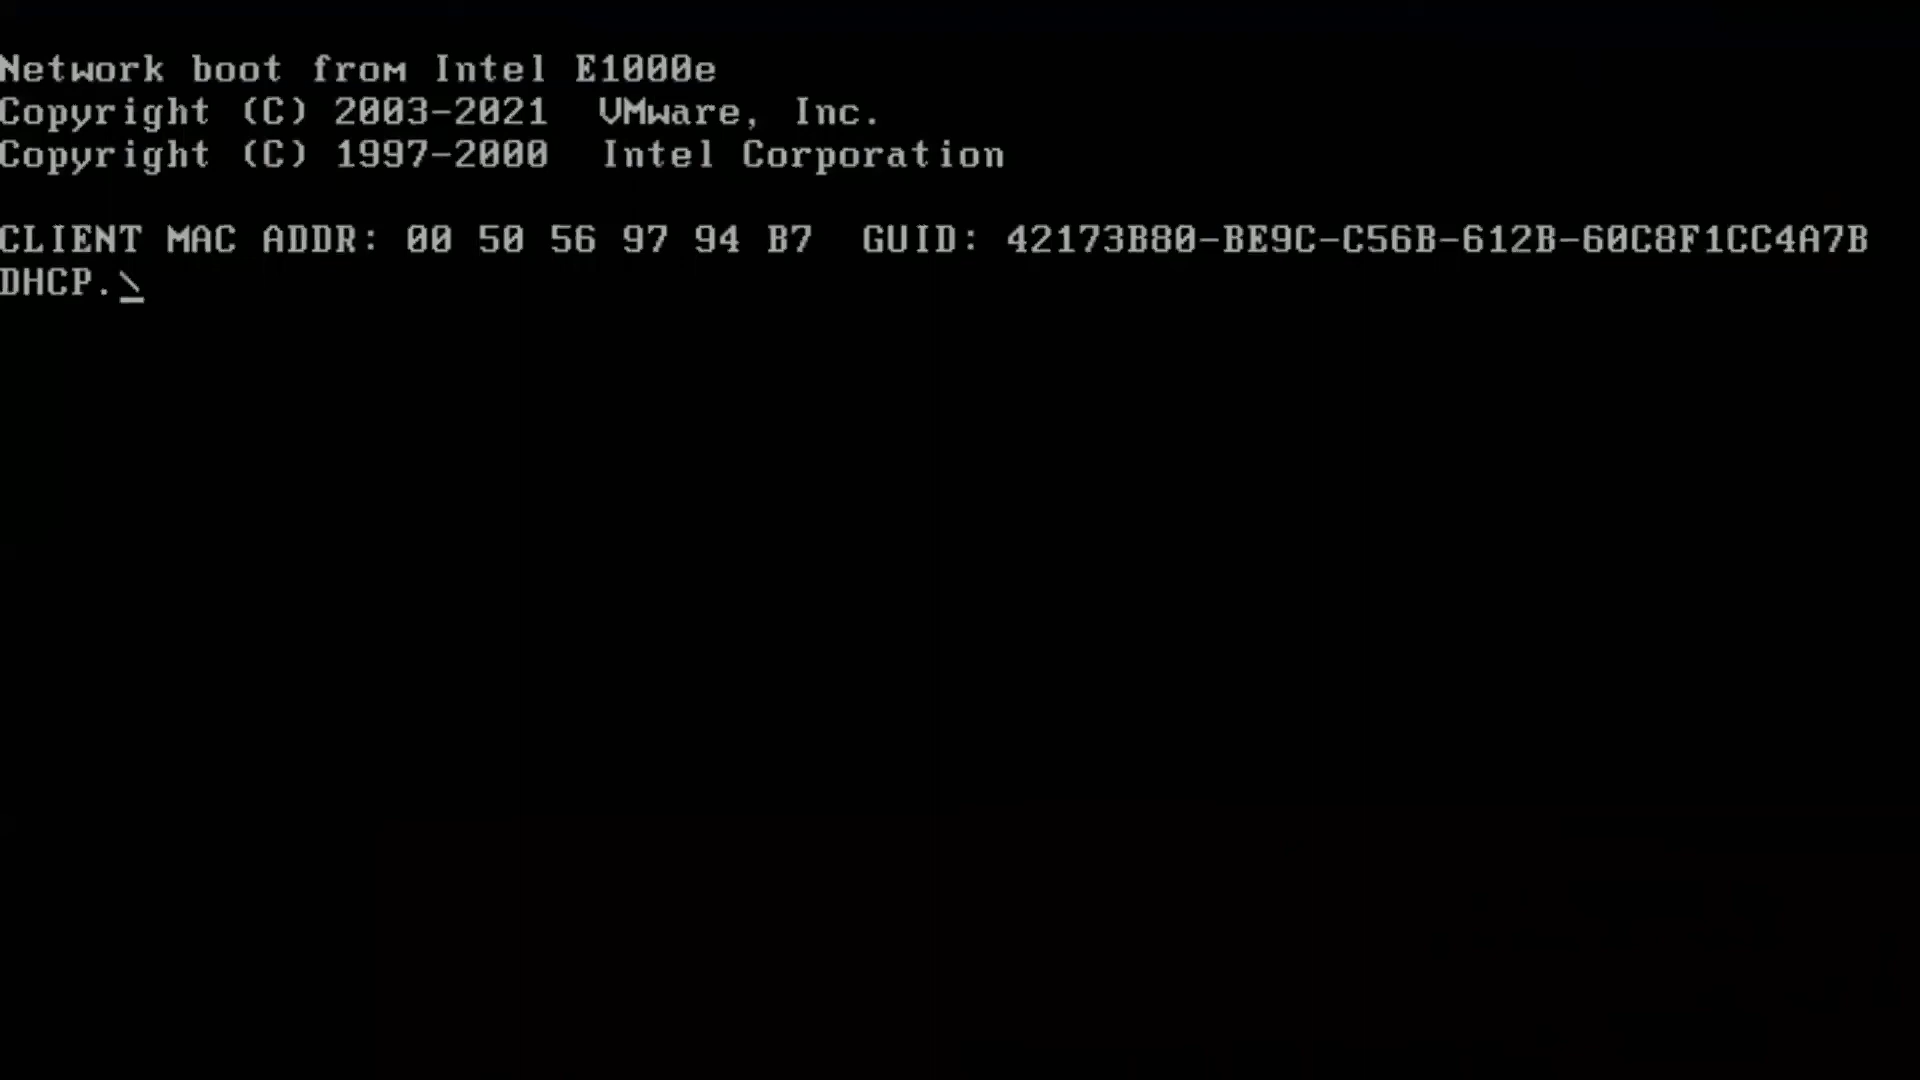 Network boot from Intel E1000e
Copyright (C) 2003-2021  VMware, Inc.
Copyright (C) 1997-2000  Intel Corporation
CLIENT MAC ADDR: 00 50 56 97 94 B7  GUID: 42173B80-BE9C-C56B-612B-60C8F1CC4A7B
DHCP.\